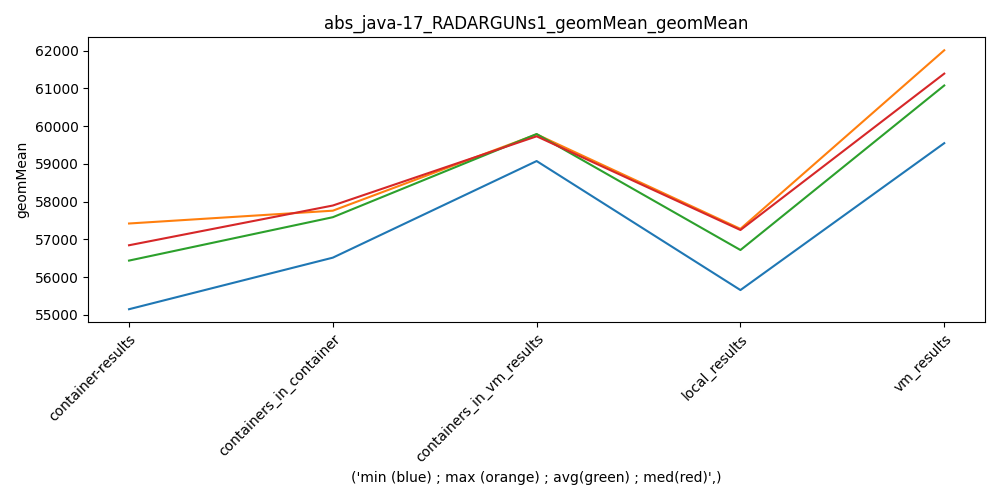 abs_java-17_RADARGUNs1_geomMean_geomMean
geomMean
62000
61000
60000
59000
58000
57000
56000
55000
container-results
containers_in_container
containers_in_vm_results
local_results
vm_results
('min (blue) ; max (orange) ; avg(green) ; med(red)',)